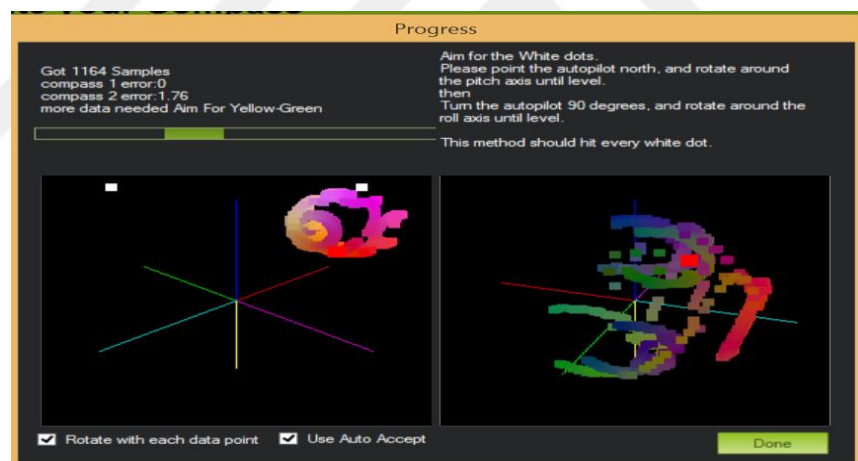 Progress
Got 1164 Samples
compass 1 error:0
compass 2 error:1.76
more data needed Aim For Yellow-Green
Aim for the White dots.
Please point the autopilot north, and rotate around
the pitch axis until level.
then
Turn the autopilot 90 degrees, and rotate around the
roll axis until level.
This method should hit every white dot.
Rotate with each data point
Use Auto Accept
Done